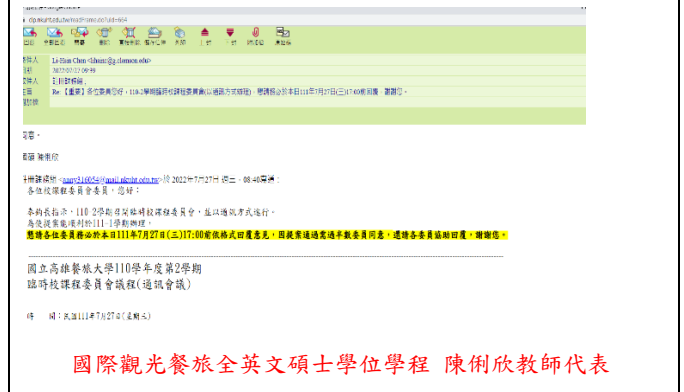 Li-Hsin Chen <lihsinc@g.clemson.edu>
2022/07/27 09:39
Re: 【重要】各位委員您好,110-2學期臨時校課程委員會(以通訊方式辦理),懇請務必於本日111年7月27日(三)17:00前回覆,謝謝您。
同意。
陳俐欣
於 2022年7月27日 週三,08:40寫道:
各位校課程委員會委員,您好:
奉鈞長指示,110-2學期召開臨時校課程委員會,並以通訊方式進行。
為使提案能順利於111-1學期辦理,
懇請各位委員務必於本日111年7月27日(三)17:00前依格式回覆意見,因提案通過需過半數委員同意,還請各委員協助回覆,謝謝您。
國立高雄餐旅大學110學年度第2學期
臨時校課程委員會議程(通訊會議)
時 間:民國111年7月27日(星期三)
國際觀光餐旅全英文碩士學位學程 陳俐欣教師代表